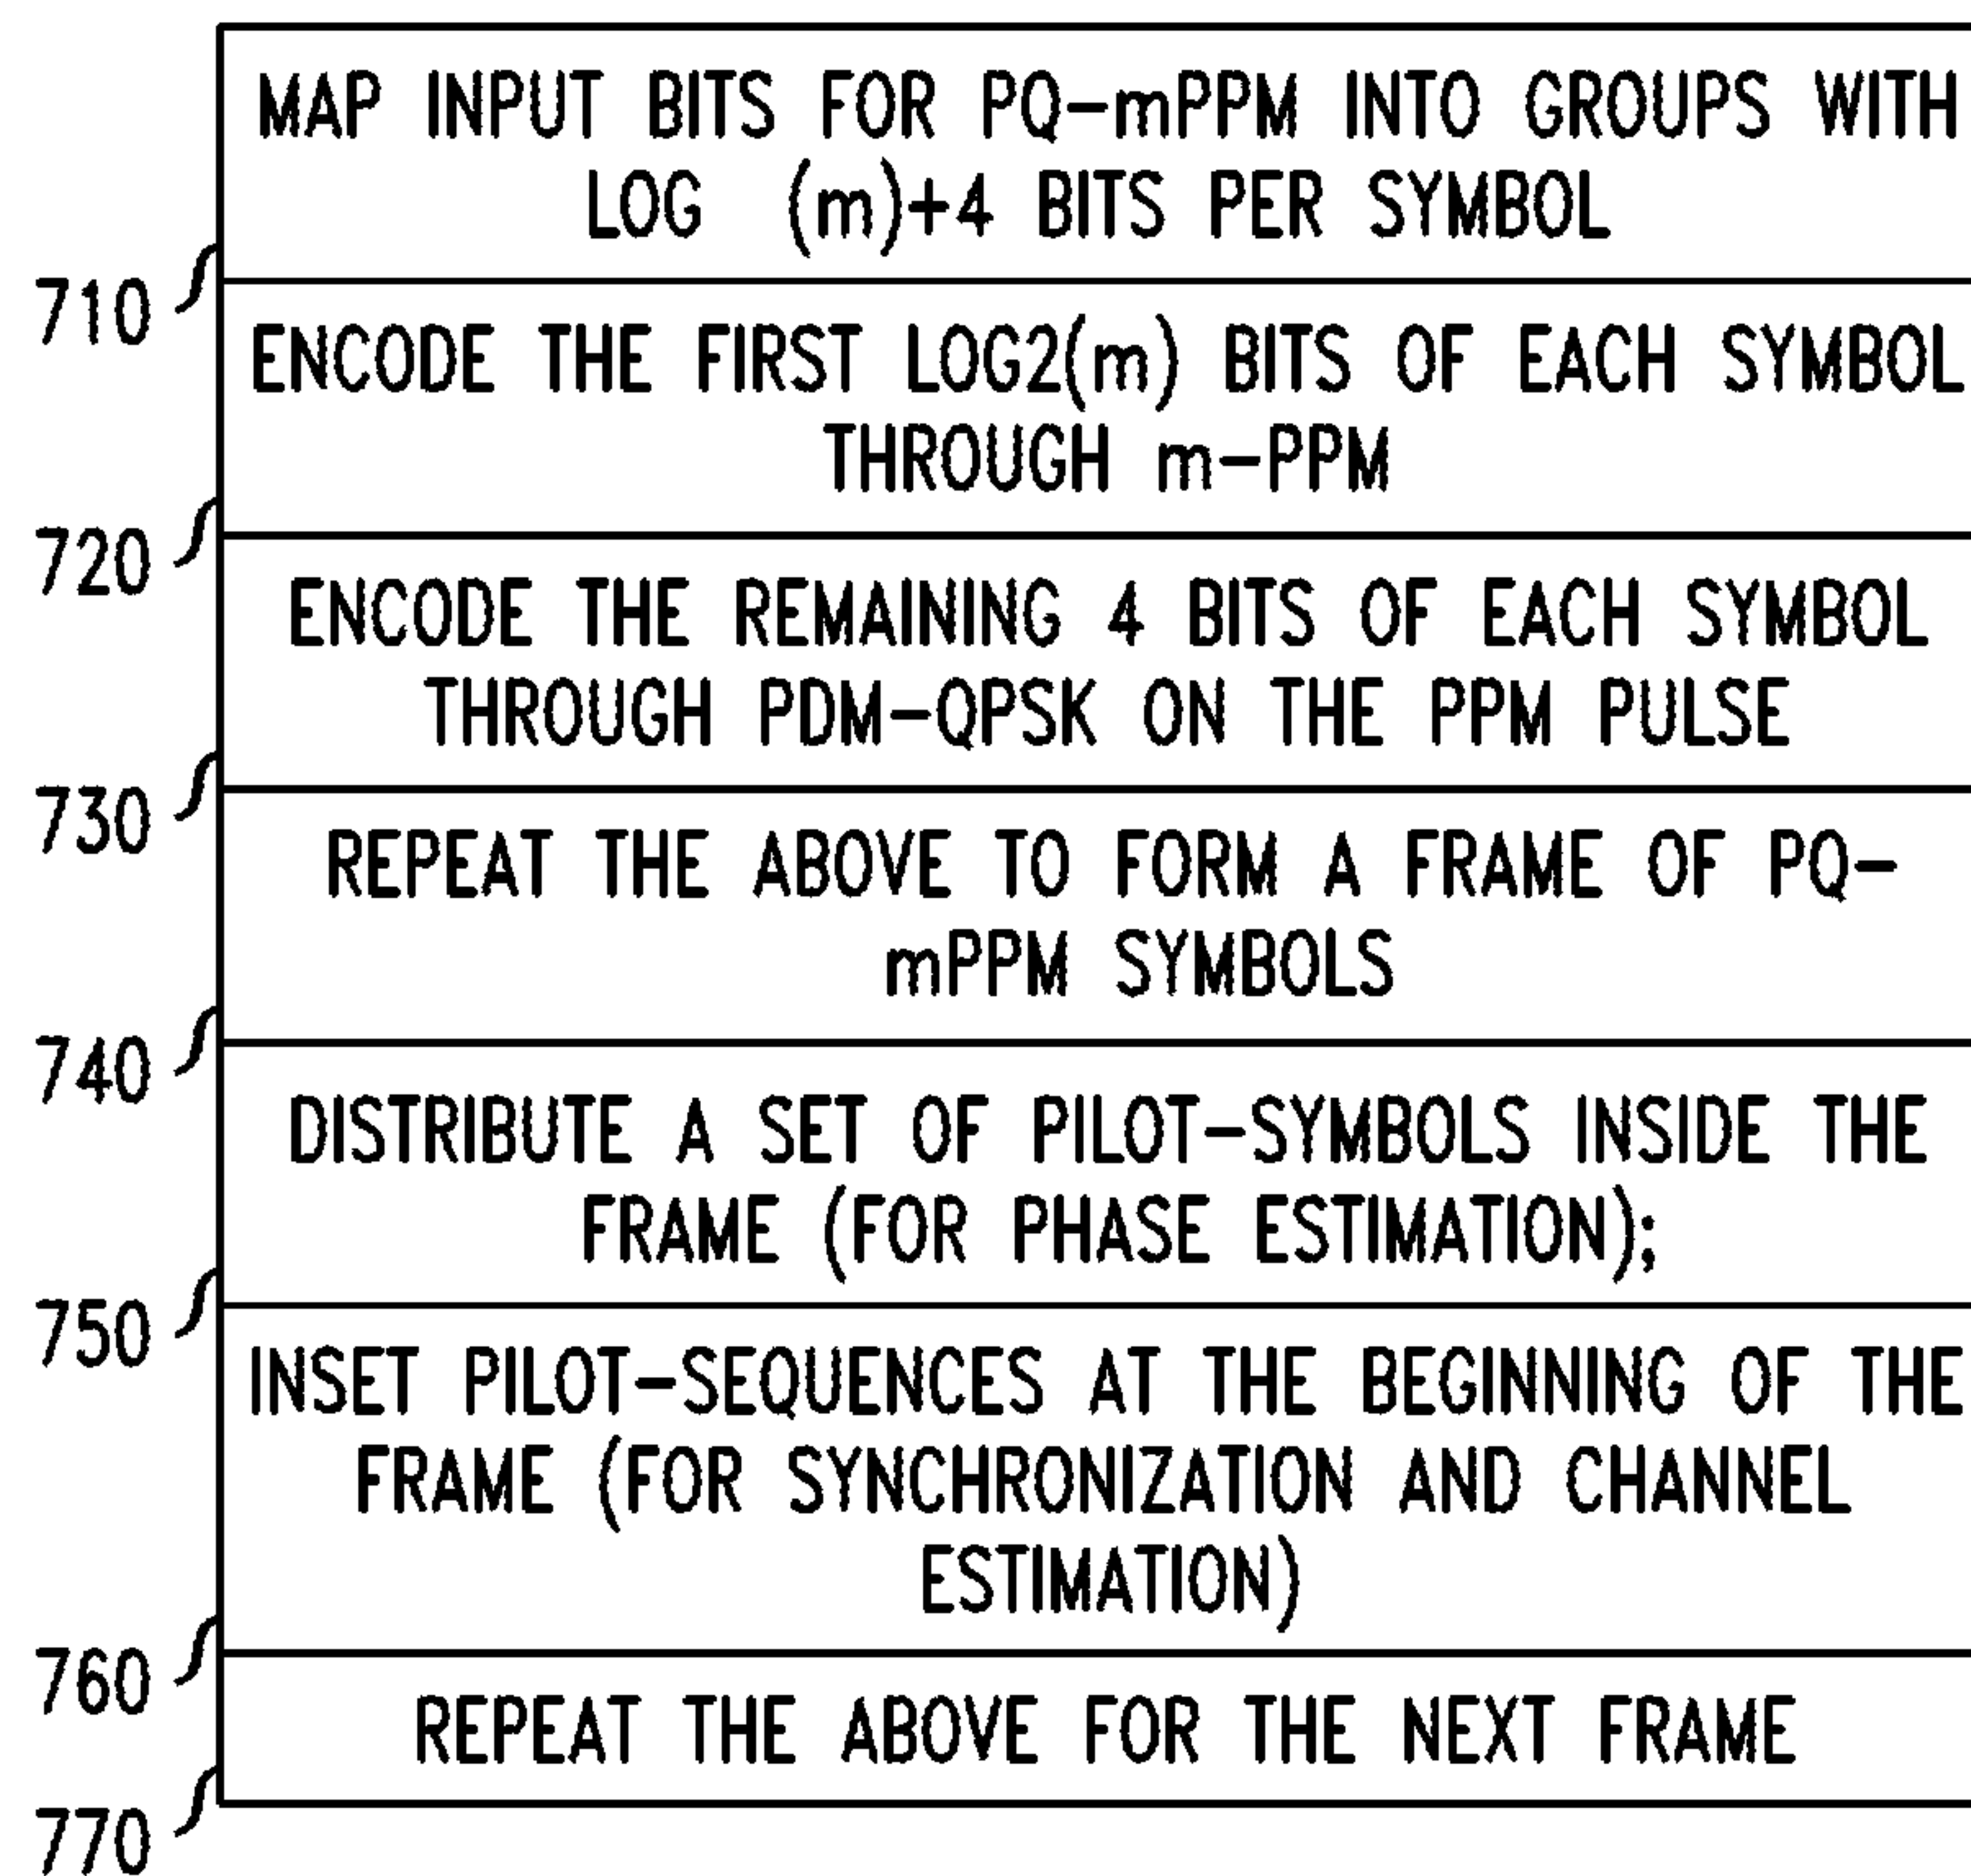 MAP INPUT BITS FOR PQ-mPPM INTO GROUPS WITH
LOG (m)+4 BITS PER SYMBOL
710
ENCODE THE FIRST LOG2(m) BITS OF EACH SYMBOL
THROUGH m-PPM
720
ENCODE THE REMAINING 4 BITS OF EACH SYMBOL
THROUGH PDM-QPSK ON THE PPM PULSE
730
REPEAT THE ABOVE TO FORM A FRAME OF PQ-
mPPM SYMBOLS
740
DISTRIBUTE A SET OF PILOT-SYMBOLS INSIDE THE
FRAME (FOR PHASE ESTIMATION);
750
INSET PILOT-SEQUENCES AT THE BEGINNING OF THE
FRAME (FOR SYNCHRONIZATION AND CHANNEL
ESTIMATION)
760
REPEAT THE ABOVE FOR THE NEXT FRAME
770